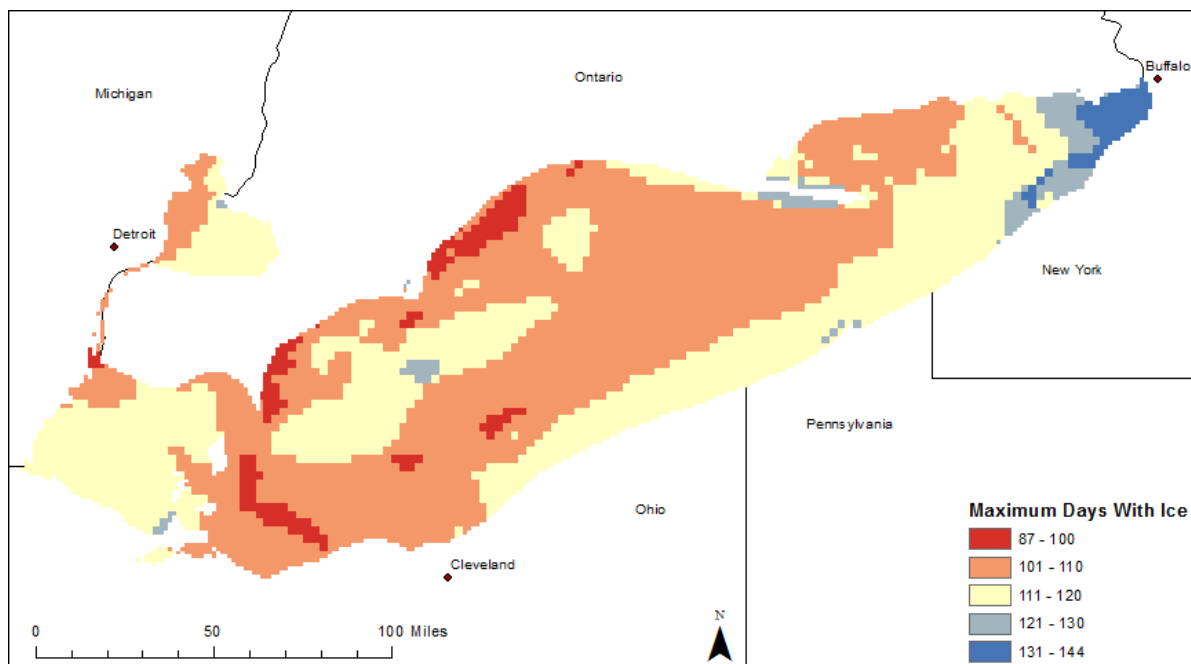 Buffalo
Ontario
Michigan
Detroit
New York
Pennsylvania
Ohio
Cleveland
Maximum Days With Ice
87 - 100
101 - 110
111 - 120
121 - 130
131 - 144
N
0 50 100 Miles